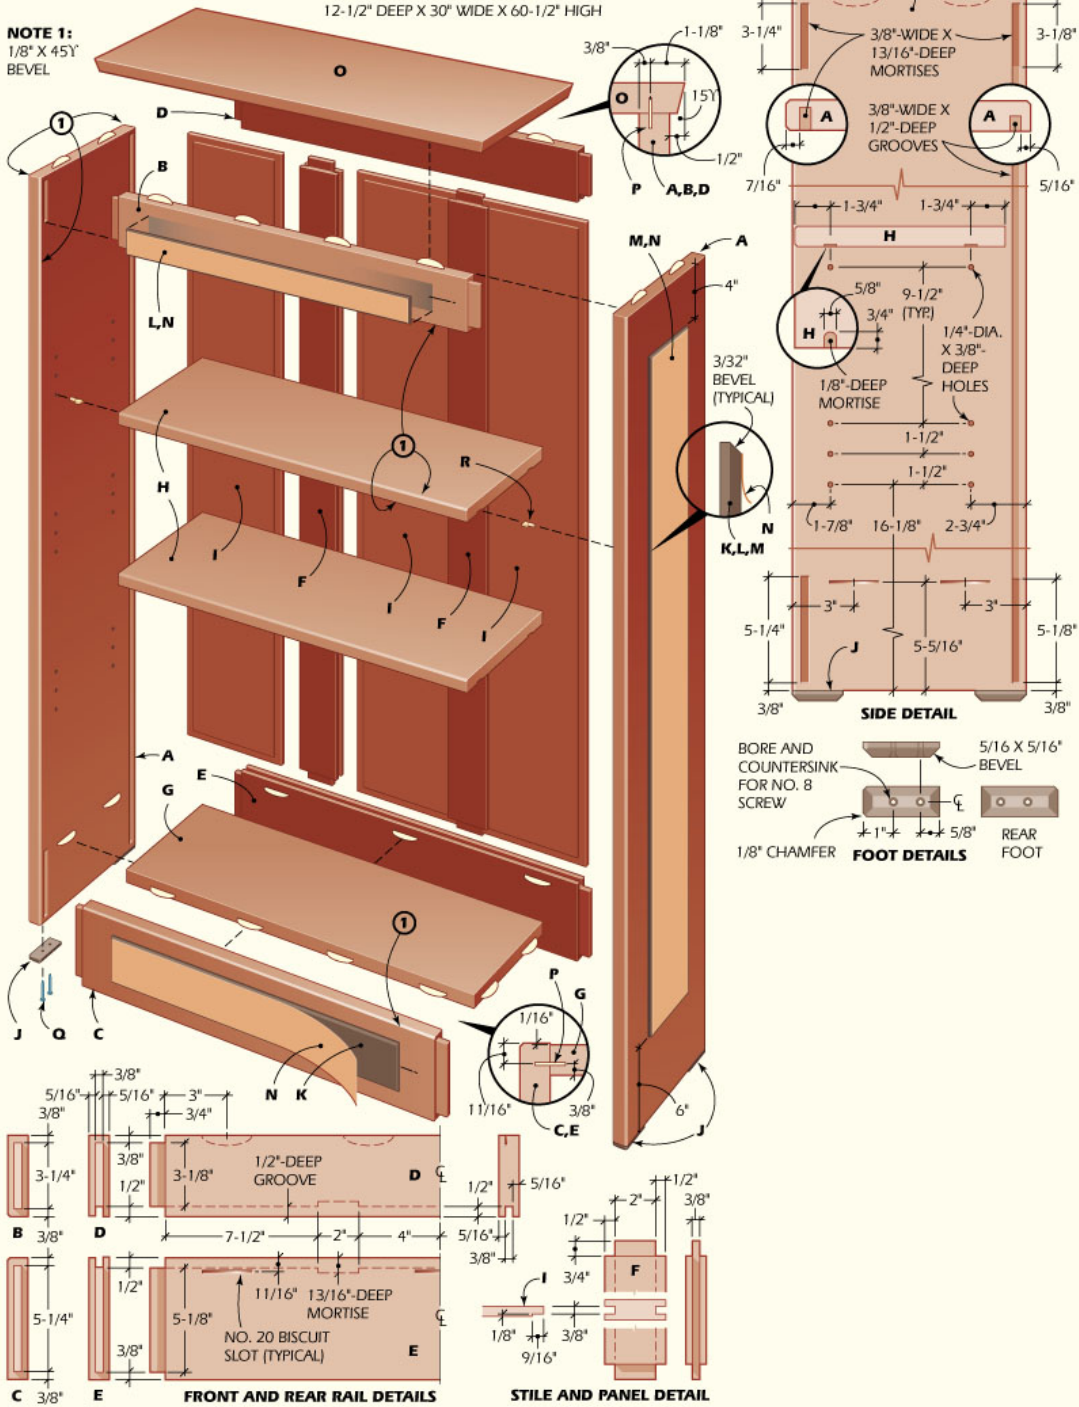 12-1/2" DEEP X 30" WIDE X 60-1/2" HIGH
NOTE 1:
1/8" X 45Y
BEVEL
O
D
1
B
L,N
3/8"
1-1/8"
O
15Y
1/2"
P
A,B,D
M,N
A
4"
3/32"
BEVEL
(TYPICAL)
N
K,L,M
H
1
R
I
F
I
F
I
A
G
E
J
Q
C
1
N
K
P
G
1/16"
11/16"
3/8"
C,E
6"
J
3-1/4"
3-1/8"
3/8"-WIDE X
13/16"-DEEP
MORTISES
A
3/8"-WIDE X
1/2"-DEEP
GROOVES
A
7/16"
5/16"
1-3/4"
1-3/4"
H
5/8"
3/4"
H
9-1/2"
(TYP.)
1/4"-DIA.
X 3/8"-
DEEP
HOLES
1/8"-DEEP
MORTISE
1-1/2"
1-1/2"
1-7/8"
16-1/8"
2-3/4"
3"
3"
5-1/4"
5-1/8"
J
5-5/16"
3/8"
3/8"
SIDE DETAIL
BORE AND
COUNTERSINK
FOR NO. 8
SCREW
5/16 X 5/16"
BEVEL
CL
1"
5/8"
1/8" CHAMFER
FOOT DETAILS
REAR
FOOT
3/8"
5/16"
5/16"
3"
3/8"
3/4"
3-1/4"
3/8"
1/2"
3-1/8"
1/2"-DEEP
GROOVE
D
CL
B
D
3/8"
7-1/2"
2"
4"
1/2"
5/16"
5/16"
3/8"
5-1/4"
1/2"
3/8"
5-1/8"
11/16"
13/16"-DEEP
MORTISE
NO. 20 BISCUIT
SLOT (TYPICAL)
CL
E
C
3/8"
E
FRONT AND REAR RAIL DETAILS
1/2"
2"
1/2"
3/8"
3/4"
F
I
1/8"
3/8"
9/16"
STILE AND PANEL DETAIL